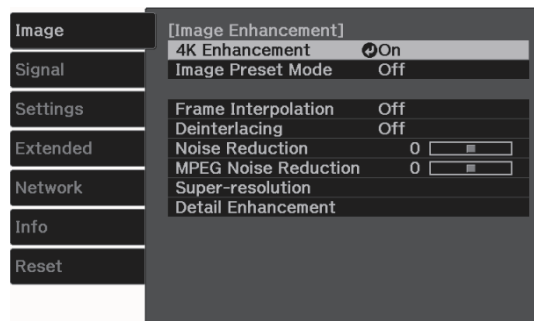 Image
Signal
Settings
Extended
Network
Info
Reset
[Image Enhancement]
4K Enhancement On
Image Preset Mode Off
Frame Interpolation Off
Deinterlacing Off
Noise Reduction 0
MPEG Noise Reduction 0
Super-resolution
Detail Enhancement